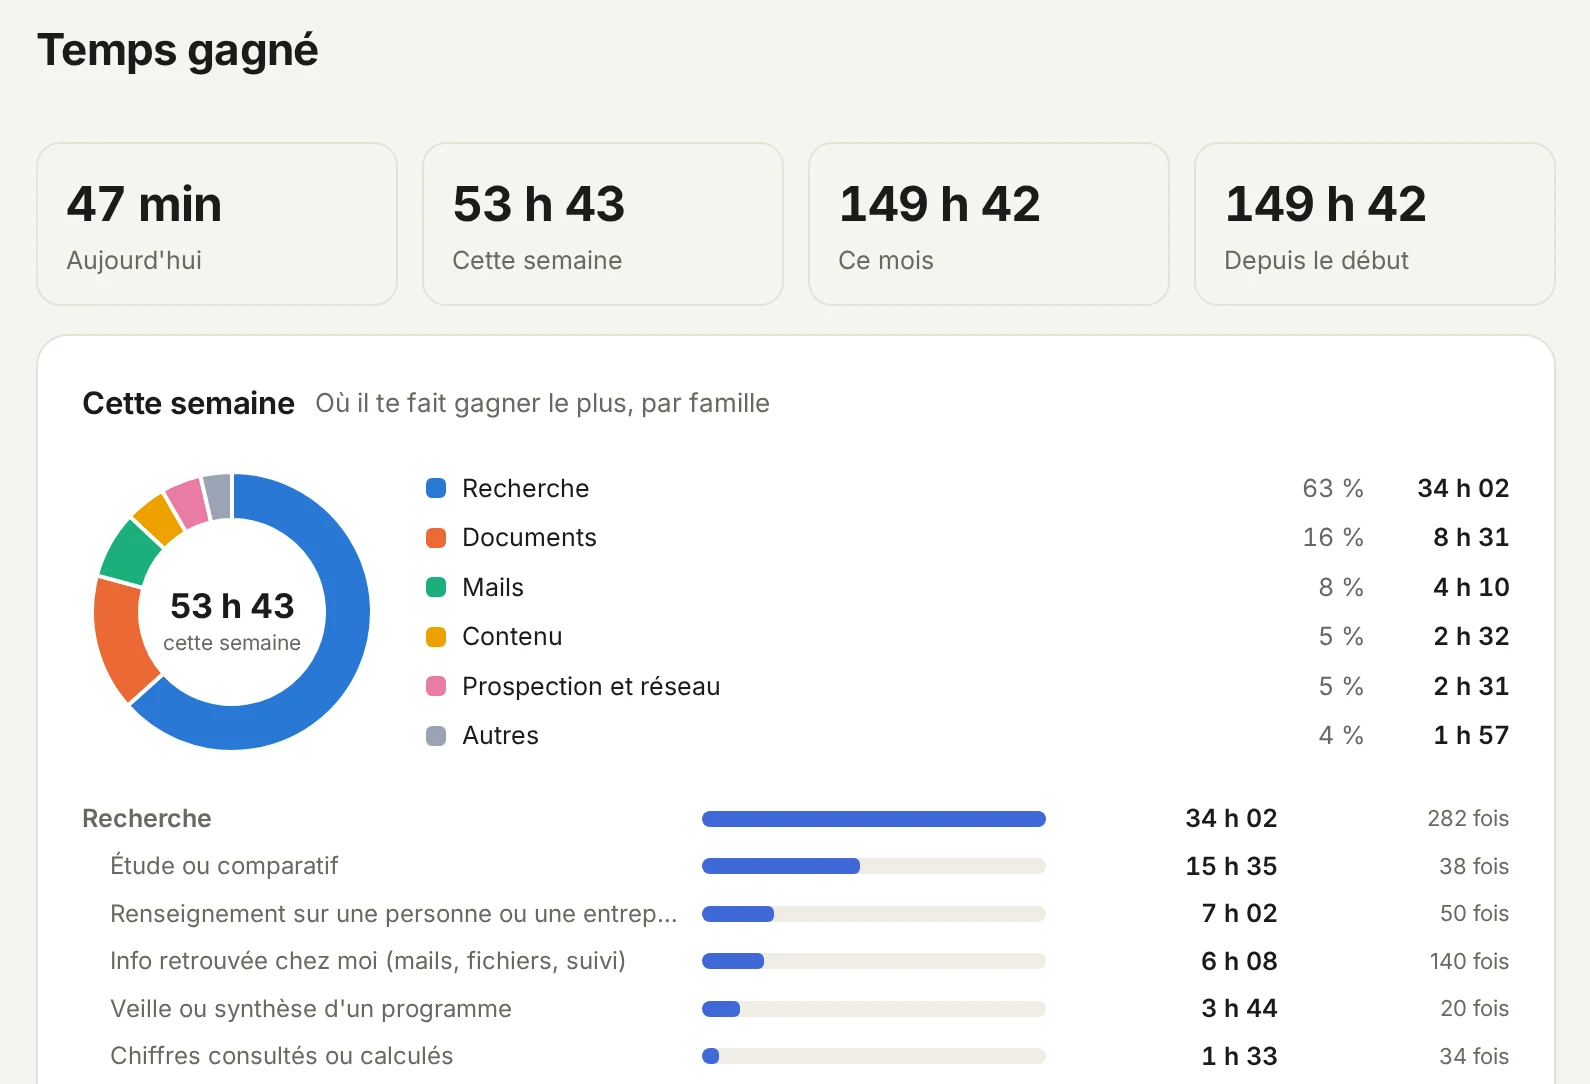 Temps gagné
47 min
Aujourd'hui
53 h 43
Cette semaine
149 h 42
Ce mois
149 h 42
Depuis le début
Cette semaine Où il te fait gagner le plus, par famille
53 h 43
cette semaine
Recherche 63 % 34 h 02
Documents 16 % 8 h 31
Mails 8 % 4 h 10
Contenu 5 % 2 h 32
Prospection et réseau 5 % 2 h 31
Autres 4 % 1 h 57
Recherche 34 h 02 282 fois
Étude ou comparatif 15 h 35 38 fois
Renseignement sur une personne ou une entrep... 7 h 02 50 fois
Info retrouvée chez moi (mails, fichiers, suivi) 6 h 08 140 fois
Veille ou synthèse d'un programme 3 h 44 20 fois
Chiffres consultés ou calculés 1 h 33 34 fois